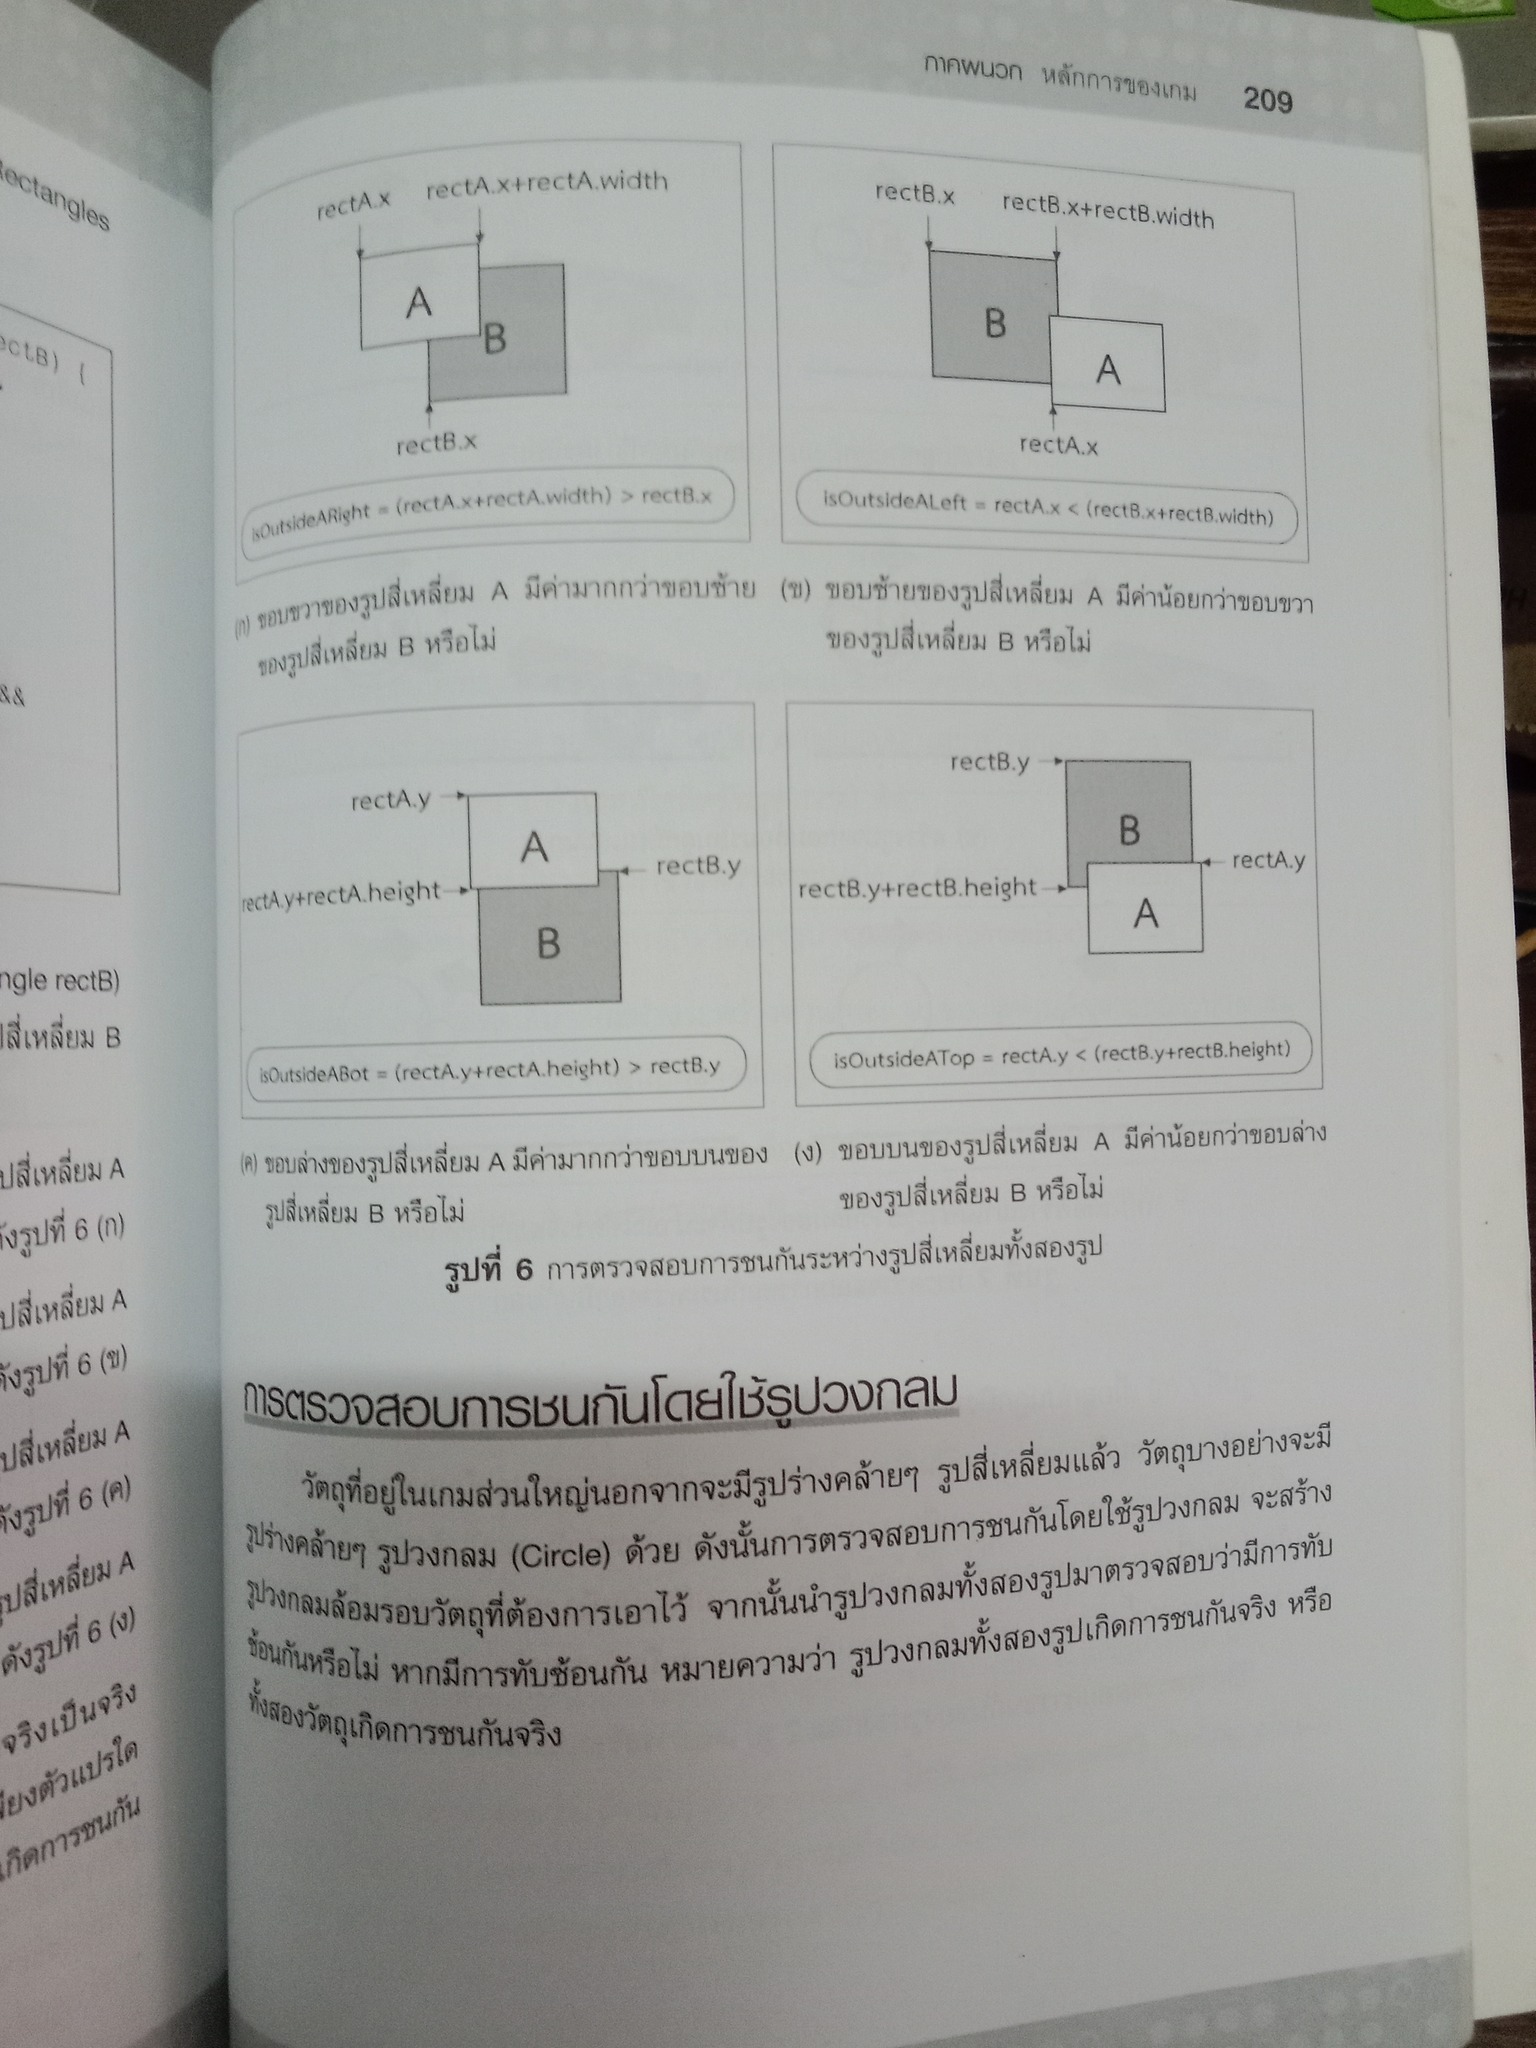 ectangles
ectB) {
&&
ngle rectB)
ปสี่เหลี่ยม B
ปสี่เหลี่ยม A
ดังรูปที่ 6 (ก)
ปสี่เหลี่ยม A
ดังรูปที่ 6 (ข)
ปสี่เหลี่ยม A
ดังรูปที่ 6 (ค)
รูปสี่เหลี่ยม A
ดังรูปที่ 6 (ง)
จริงเป็นจริง
พียงตัวแปรใด
เกิดการชนกัน
ภาคผนวก หลักการของเกม 209
rectA.x rectA.x+rectA.width
A
B
rectB.x
isOutsideARight = (rectA.x+rectA.width) > rectB.x
rectB.x rectB.x+rectB.width
B
A
rectA.x
isOutsideALeft = rectA.x < (rectB.x+rectB.width)
(ก) ขอบขวาของรูปสี่เหลี่ยม A มีค่ามากกว่าขอบซ้าย
ของรูปสี่เหลี่ยม B หรือไม่
(ข) ขอบซ้ายของรูปสี่เหลี่ยม A มีค่าน้อยกว่าขอบขวา
ของรูปสี่เหลี่ยม B หรือไม่
rectA.y
A
rectB.y
rectA.y+rectA.height
B
isOutsideABot = (rectA.y+rectA.height) > rectB.y
rectB.y
B
rectA.y
rectB.y+rectB.height
A
isOutsideATop = rectA.y < (rectB.y+rectB.height)
(ค) ขอบล่างของรูปสี่เหลี่ยม A มีค่ามากกว่าขอบบนของ
รูปสี่เหลี่ยม B หรือไม่
(ง) ขอบบนของรูปสี่เหลี่ยม A มีค่าน้อยกว่าขอบล่าง
ของรูปสี่เหลี่ยม B หรือไม่
รูปที่ 6 การตรวจสอบการชนกันระหว่างรูปสี่เหลี่ยมทั้งสองรูป
การตรวจสอบการชนกันโดยใช้รูปวงกลม
วัตถุที่อยู่ในเกมส่วนใหญ่นอกจากจะมีรูปร่างคล้ายๆ รูปสี่เหลี่ยมแล้ว วัตถุบางอย่างจะมี
รูปร่างคล้ายๆ รูปวงกลม (Circle) ด้วย ดังนั้นการตรวจสอบการชนกันโดยใช้รูปวงกลม จะสร้าง
รูปวงกลมล้อมรอบวัตถุที่ต้องการเอาไว้ จากนั้นนำรูปวงกลมทั้งสองรูปมาตรวจสอบว่ามีการทับ
ซ้อนกันหรือไม่ หากมีการทับซ้อนกัน หมายความว่า รูปวงกลมทั้งสองรูปเกิดการชนกันจริง หรือ
ทั้งสองวัตถุเกิดการชนกันจริง